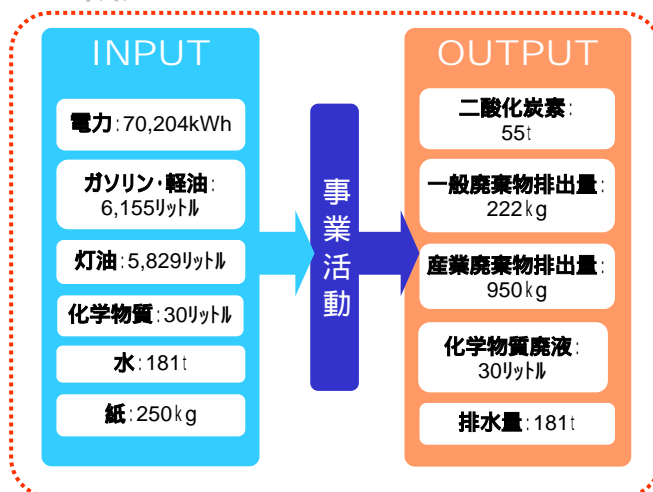 INPUT
電力:70,204kWh
ガソリン・軽油:
6,155リットル
灯油:5,829リットル
化学物質:30リットル
水:181t
紙:250kg
事
業
活
動
OUTPUT
二酸化炭素:
55t
一般廃棄物排出量:
222kg
産業廃棄物排出量:
950kg
化学物質廃液:
30リットル
排水量:181t